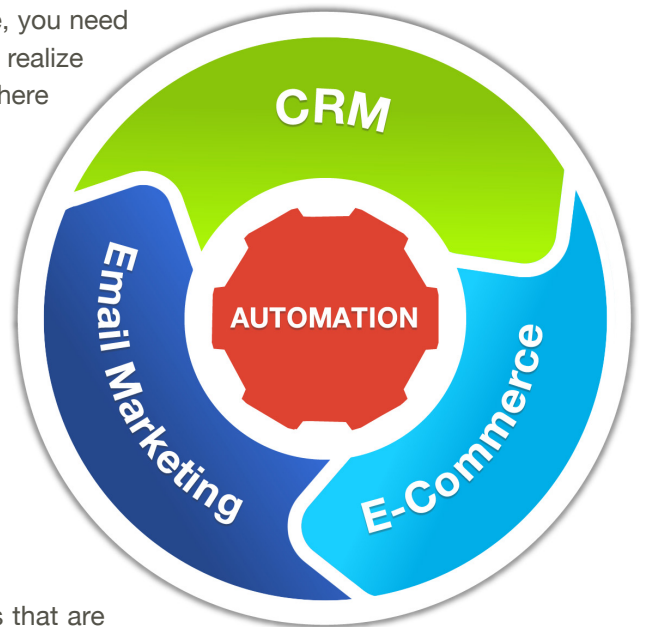 e, you need
realize
here
CRM
AUTOMATION
Email Marketing
E-Commerce
s that are